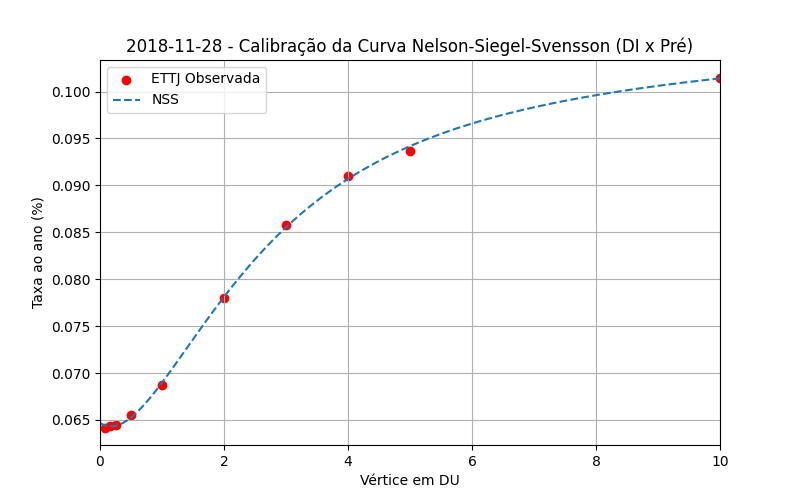 2018-11-28 - Calibração da Curva Nelson-Siegel-Svensson (DI x Pré)
ETTJ Observada
NSS
0.100
0.095
0.090
0.085
0.080
0.075
0.070
0.065
Taxa ao ano (%)
0 2 4 6 8 10
Vértice em DU